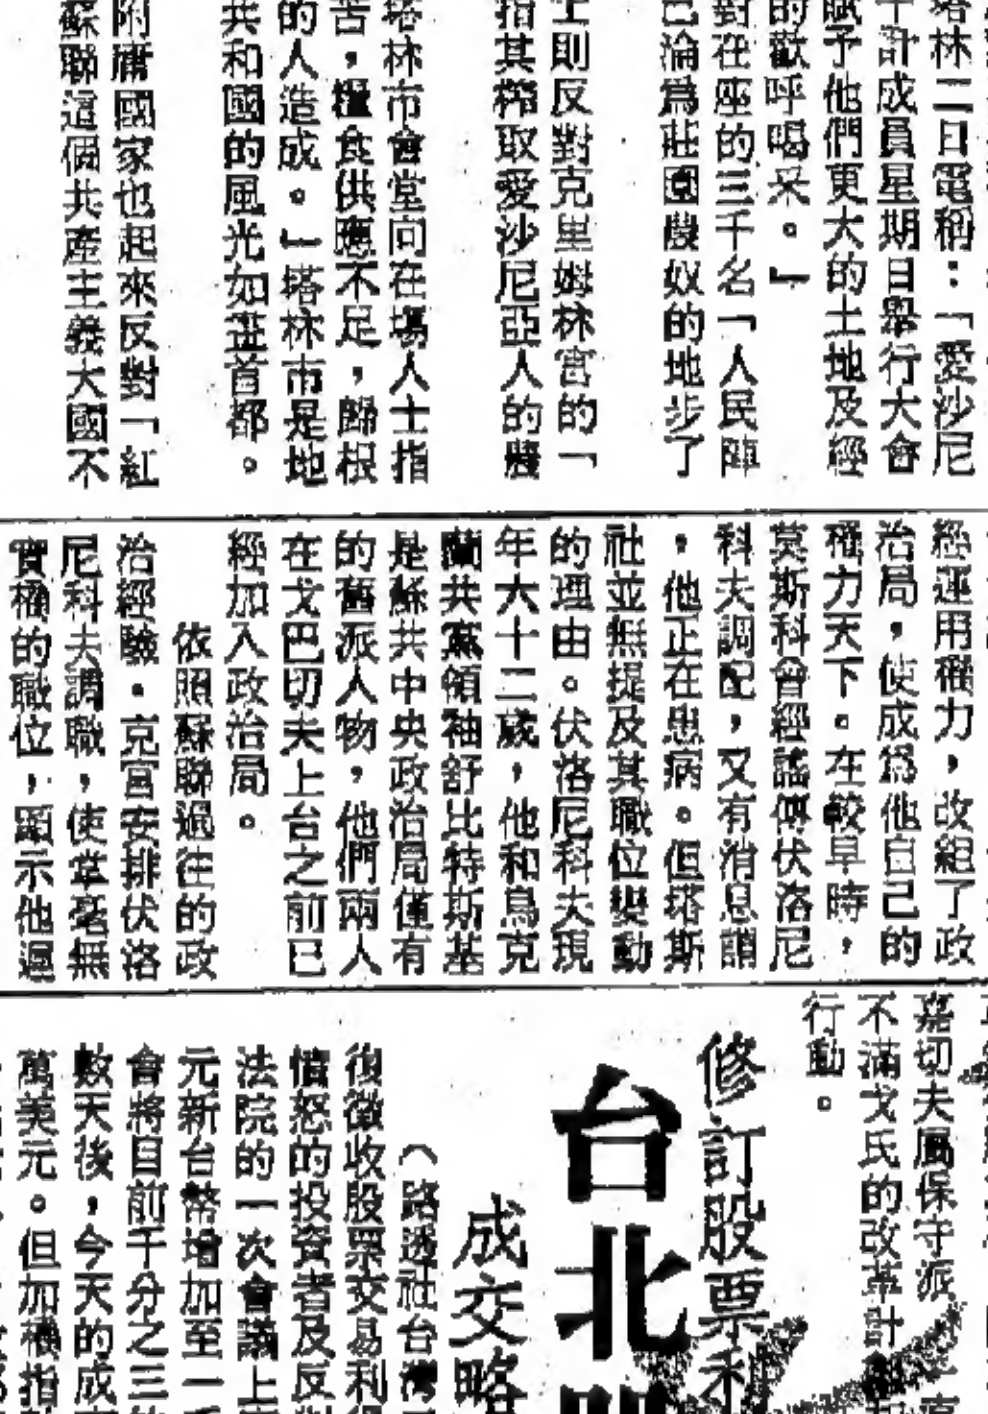 塔林二日電稱：「愛沙尼
千計成員星期日舉行大會
賦予他們更大的土地及經
的歡呼喝釆。」
對在座的三千名「人民陣
已淪爲莊園農奴的地步了
士則反對克里姆林宮的「
指其榨取愛沙尼亞人的
塔林市會堂向在場人士指
苦，糧食供應不足，歸根
的人造成。」塔林市是地
共和國的風光如畫首都。
附庸國家也起來反對「紅
蘇聯這個共產主義大國不
經運用權力，改組了政
治局，使成爲他自己的
權力天下。在較早時，
莫斯科曾經謠傳伏洛尼
科夫調配，又有消息謂
，他正在患病。但塔斯
社並無提及其職位變動
的理由。伏洛尼科夫現
年六十二歲，他和烏克
蘭共黨領袖舒比特斯基
是蘇共中央政治局僅有
的舊派人物，他們兩人
在戈巴切夫上台之前已
經加入政治局。
依照蘇聯過往的政
治經驗。克宮安排伏洛
尼科夫調職，使掌毫無
實權的職位，顯示他遲
嘉切夫屬保守派
不滿戈氏的改革計
行動。
修訂股票利
台北
成交略
（路透社台灣
復徵收股票交易利得
憤怒的投資者及反對
法院的一次會議上
元新台幣增加至一千
會將目前千分之三的
數天後，今天的成交
萬美元。但加權指